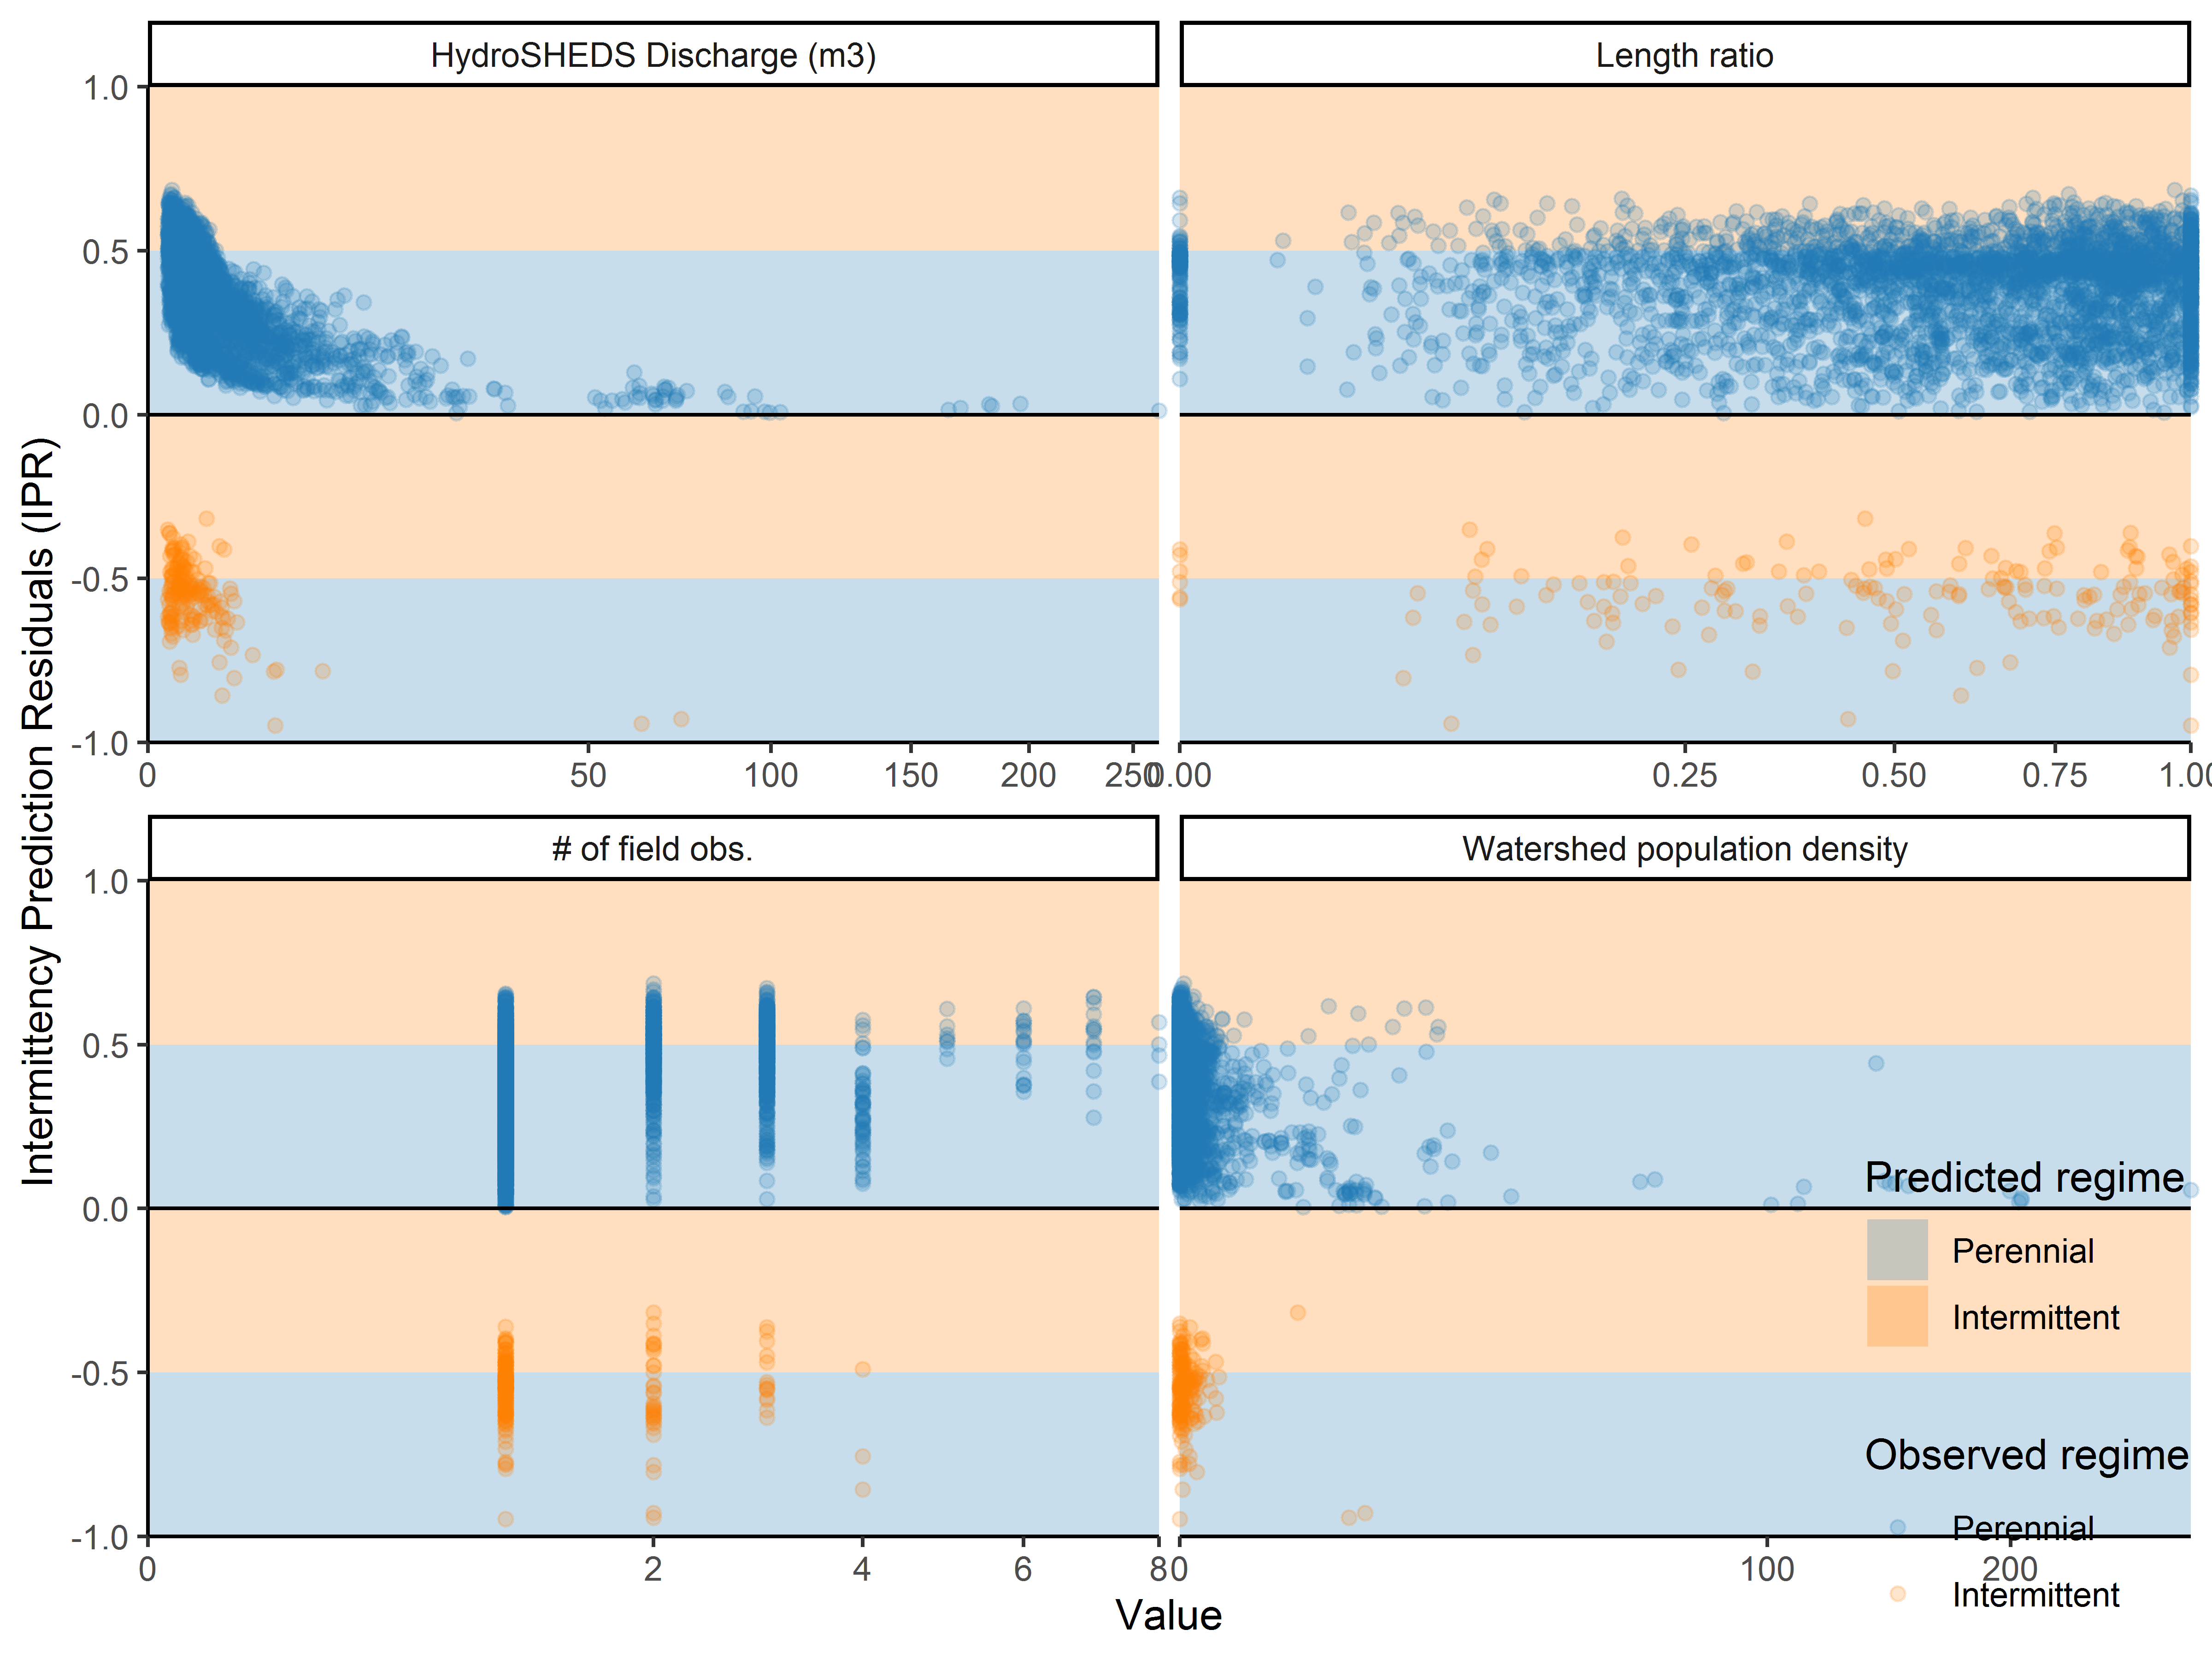 HydroSHEDS Discharge (m3)
Length ratio
1.0
0.5
0.0
-0.5
-1.0
0 50 100 150 200 250
0.00 0.25 0.50 0.75 1.00
Intermittency Prediction Residuals (IPR)
# of field obs.
Watershed population density
1.0
0.5
0.0
-0.5
-1.0
0 2 4 6 8
0 100 200
Predicted regime
Perennial
Intermittent
Observed regime
Perennial
Intermittent
Value